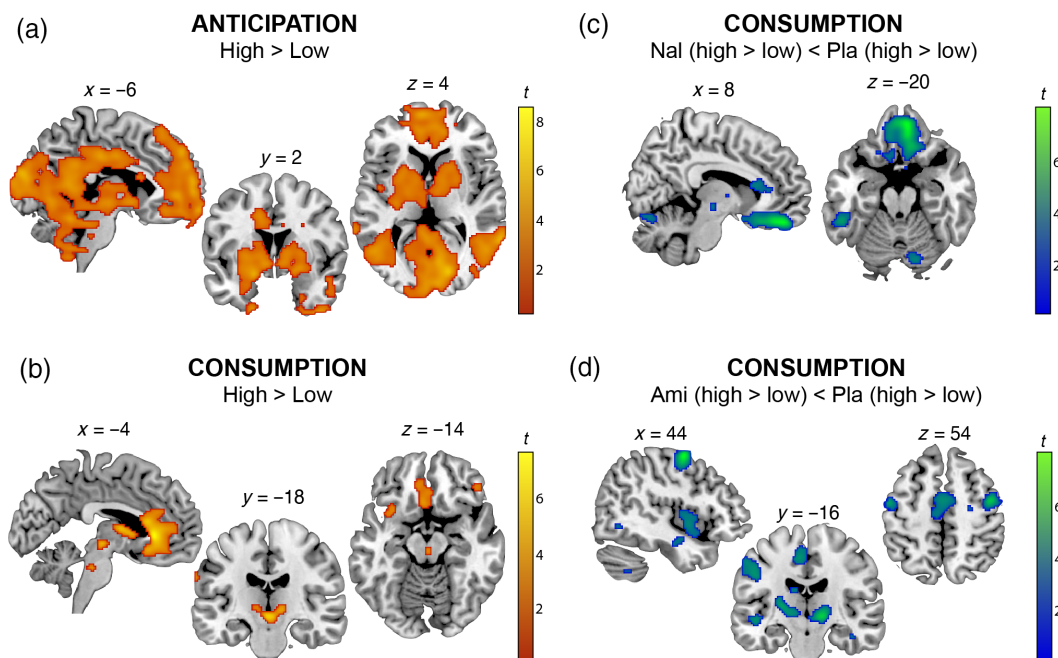 (a)
ANTICIPATION
High > Low
x = −6
y = 2
z = 4
t
8
6
4
2
(b)
CONSUMPTION
High > Low
x = −4
y = −18
z = −14
t
6
4
2
(c)
CONSUMPTION
Nal (high > low) < Pla (high > low)
x = 8
z = −20
t
6
4
2
(d)
CONSUMPTION
Ami (high > low) < Pla (high > low)
x = 44
y = −16
z = 54
t
6
4
2